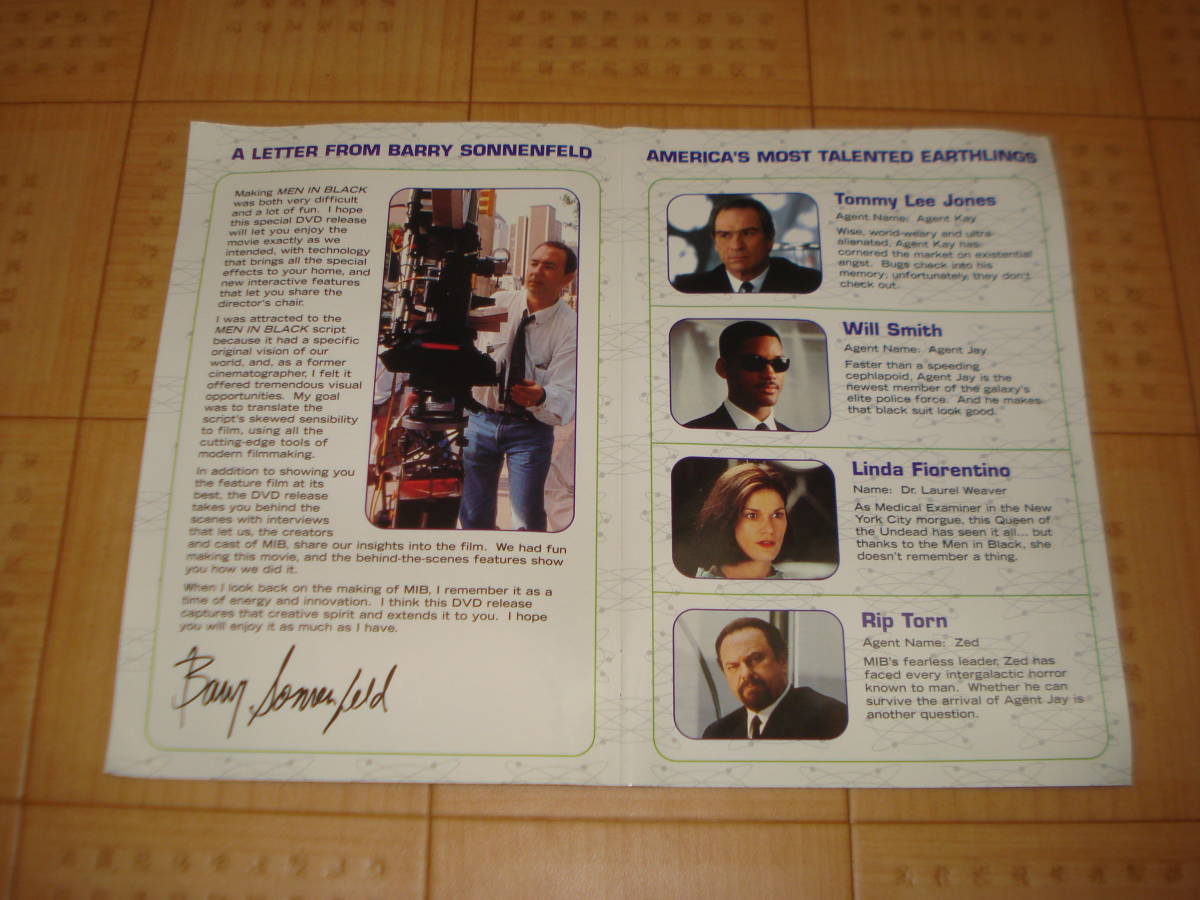 A LETTER FROM BARRY SONNENFELD
Making MEN IN BLACK
was both very difficult
and a lot of fun. I hope
this special DVD release
will let you enjoy the
movie exactly as we
intended, with technology
that brings all the special
effects to your home, and
new interactive features
that let you share the
director's chair.
I was attracted to the
MEN IN BLACK script
because it had a specific
original vision of our
world, and, as a former
cinematographer, I felt it
offered tremendous visual
opportunities. My goal
was to translate the
script's skewed sensibility
to film, using all the
cutting-edge tools of
modern filmmaking.
In addition to showing you
the feature film at its
best, the DVD release
takes you behind the
scenes with interviews
that let us, the creators
and cast of MIB, share our insights into the film. We had fun
making this movie, and the behind-the-scenes features show
you how we did it.
When I look back on the making of MIB, I remember it as a
time of energy and innovation. I think this DVD release
captures that creative spirit and extends it to you. I hope
you will enjoy it as much as I have.
Barry Sonnenfeld
AMERICA'S MOST TALENTED EARTHLINGS
Tommy Lee Jones
Agent Name: Agent Kay
Wise, world-weary and ultra-
alienated, Agent Kay has
cornered the market on existential
angst. Bugs check into his
memory; unfortunately, they don't
check out.
Will Smith
Agent Name: Agent Jay
Faster than a speeding
cephlapoid, Agent Jay is the
newest member of the galaxy's
elite police force. And he makes
that black suit look good.
Linda Fiorentino
Name: Dr. Laurel Weaver
As Medical Examiner in the New
York City morgue, this Queen of
the Undead has seen it all... but
thanks to the Men in Black, she
doesn't remember a thing.
Rip Torn
Agent Name: Zed
MIB's fearless leader, Zed has
faced every intergalactic horror
known to man. Whether he can
survive the arrival of Agent Jay is
another question.